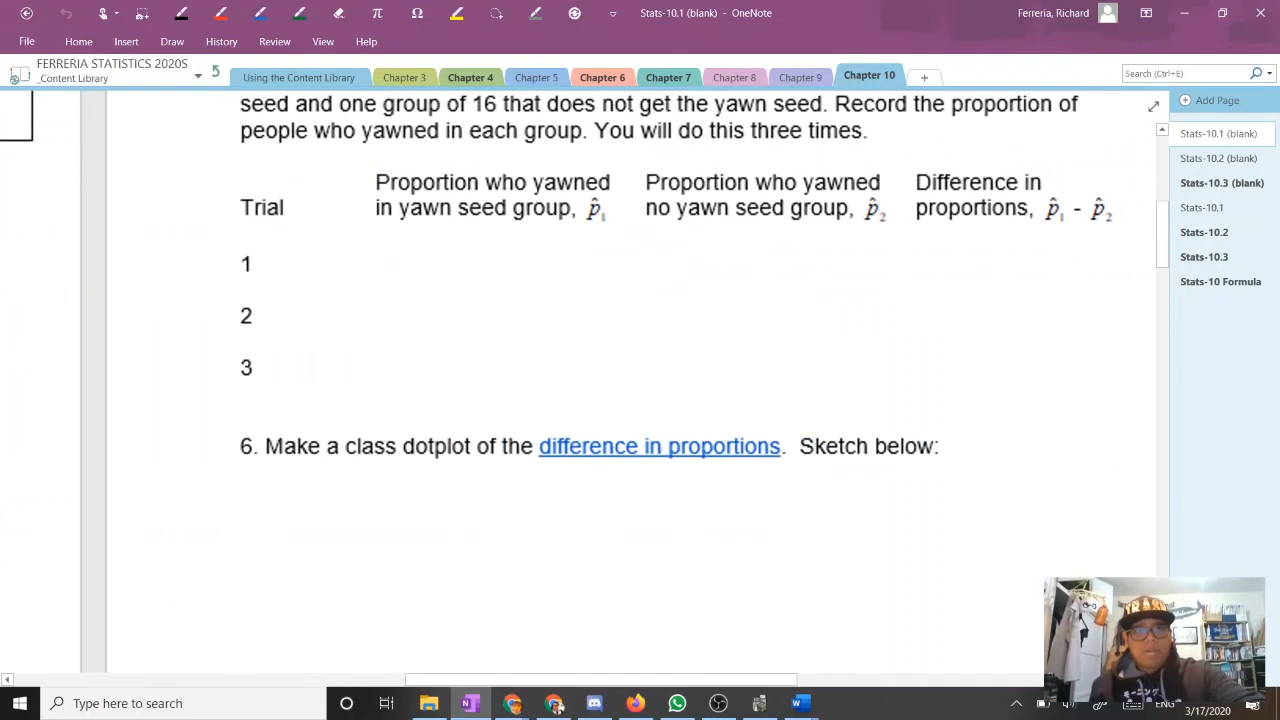 Stats-10.1 (blank) - OneNote
Ferreria, Richard
File Home Insert Draw History Review View Help
FERRERIA STATISTICS 2020S
_Content Library
Using the Content Library Chapter 3 Chapter 4 Chapter 5 Chapter 6 Chapter 7 Chapter 8 Chapter 9 Chapter 10 +
Search (Ctrl+E)
seed and one group of 16 that does not get the yawn seed. Record the proportion of
people who yawned in each group. You will do this three times.
Trial
Proportion who yawned
in yawn seed group, p̂₁
Proportion who yawned
no yawn seed group, p̂₂
Difference in
proportions, p̂₁ - p̂₂
1
2
3
6. Make a class dotplot of the difference in proportions. Sketch below:
Add Page
Stats-10.1 (blank)
Stats-10.2 (blank)
Stats-10.3 (blank)
Stats-10.1
Stats-10.2
Stats-10.3
Stats-10 Formula
Type here to search
3/17/2020